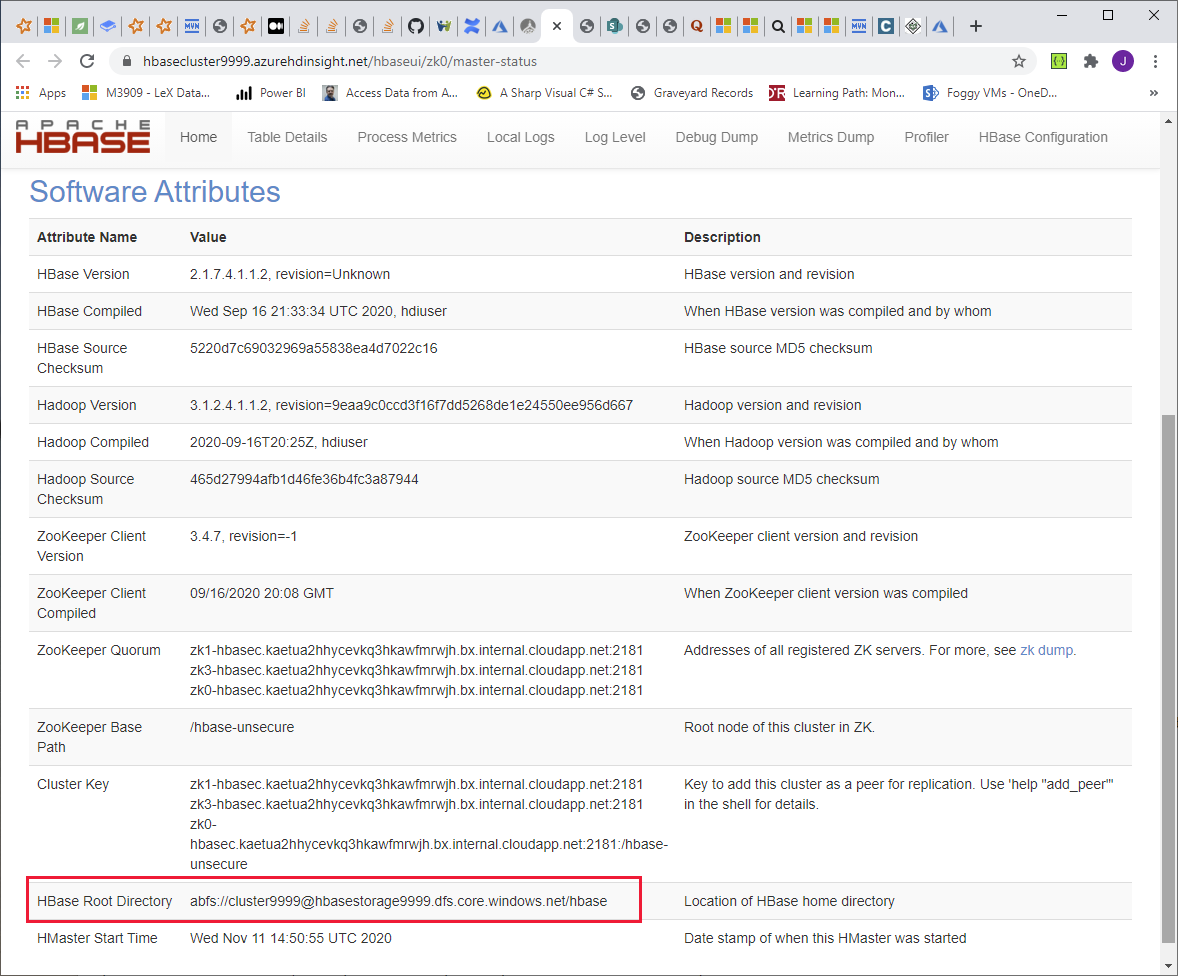 hbasecluster9999.azurehdinsight.net/hbaseui/zk0/master-status
J
Apps M3909 - LeX Data... Power BI Access Data from A... A Sharp Visual C# S... Graveyard Records Learning Path: Mon... Foggy VMs - OneD... »
APACHE
HBASE
Home Table Details Process Metrics Local Logs Log Level Debug Dump Metrics Dump Profiler HBase Configuration
Software Attributes
Attribute Name Value Description
HBase Version 2.1.7.4.1.1.2, revision=Unknown HBase version and revision
HBase Compiled Wed Sep 16 21:33:34 UTC 2020, hdiuser When HBase version was compiled and by whom
HBase Source 5220d7c69032969a55838ea4d7022c16 HBase source MD5 checksum
Checksum
Hadoop Version 3.1.2.4.1.1.2, revision=9eaa9c0ccd3f16f7dd5268de1e24550ee956d667 Hadoop version and revision
Hadoop Compiled 2020-09-16T20:25Z, hdiuser When Hadoop version was compiled and by whom
Hadoop Source 465d27994afb1d46fe36b4fc3a87944 Hadoop source MD5 checksum
Checksum
ZooKeeper Client 3.4.7, revision=-1 ZooKeeper client version and revision
Version
ZooKeeper Client 09/16/2020 20:08 GMT When ZooKeeper client version was compiled
Compiled
ZooKeeper Quorum zk1-hbasec.kaetua2hhycevkq3hkawfmrwjh.bx.internal.cloudapp.net:2181 Addresses of all registered ZK servers. For more, see zk dump.
zk3-hbasec.kaetua2hhycevkq3hkawfmrwjh.bx.internal.cloudapp.net:2181
zk0-hbasec.kaetua2hhycevkq3hkawfmrwjh.bx.internal.cloudapp.net:2181
ZooKeeper Base /hbase-unsecure Root node of this cluster in ZK.
Path
Cluster Key zk1-hbasec.kaetua2hhycevkq3hkawfmrwjh.bx.internal.cloudapp.net:2181 Key to add this cluster as a peer for replication. Use 'help "add_peer"'
zk3-hbasec.kaetua2hhycevkq3hkawfmrwjh.bx.internal.cloudapp.net:2181 in the shell for details.
zk0-
hbasec.kaetua2hhycevkq3hkawfmrwjh.bx.internal.cloudapp.net:2181:/hbase-
unsecure
HBase Root Directory abfs://cluster9999@hbasestorage9999.dfs.core.windows.net/hbase Location of HBase home directory
HMaster Start Time Wed Nov 11 14:50:55 UTC 2020 Date stamp of when this HMaster was started